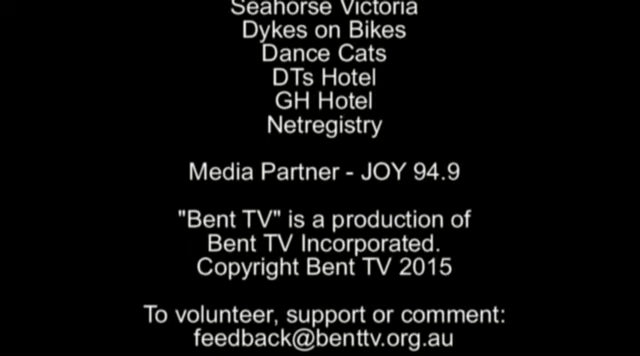 Seahorse Victoria
Dykes on Bikes
Dance Cats
DTs Hotel
GH Hotel
Netregistry
Media Partner - JOY 94.9
"Bent TV" is a production of
Bent TV Incorporated.
Copyright Bent TV 2015
To volunteer, support or comment:
feedback@benttv.org.au